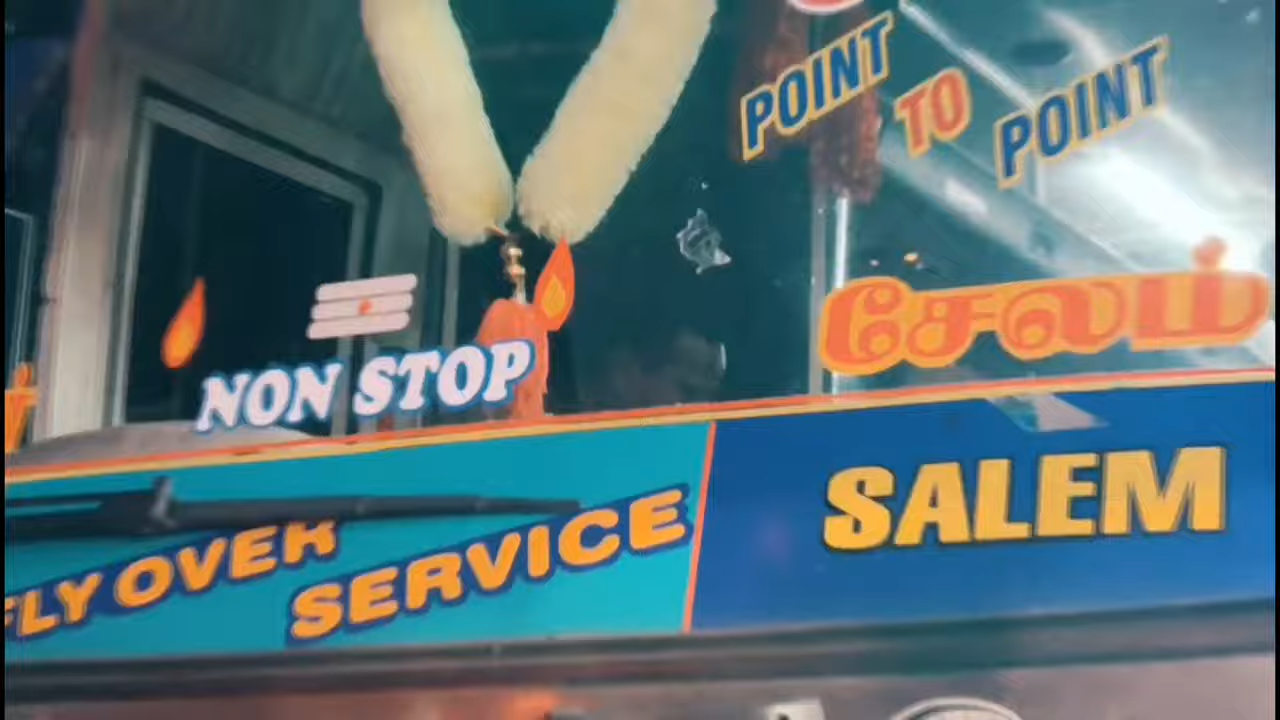 POINT TO POINT
சேலம்
NON STOP
FLY OVER
SERVICE
SALEM